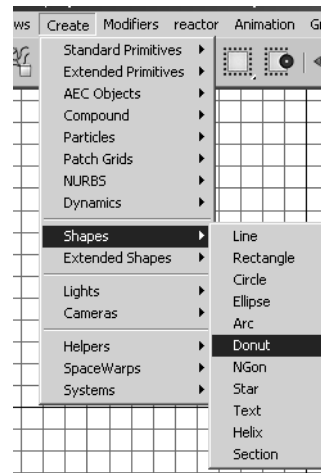 ws Create Modifiers reactor Animation Gr
Standard Primitives
Extended Primitives
AEC Objects
Compound
Particles
Patch Grids
NURBS
Dynamics
Shapes
Extended Shapes
Lights
Cameras
Helpers
SpaceWarps
Systems
Line
Rectangle
Circle
Ellipse
Arc
Donut
NGon
Star
Text
Helix
Section